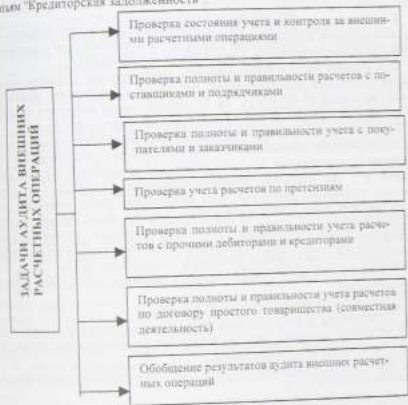 "Кредиторская задолженность".
ЗАДАЧИ АУДИТА ВНЕШНИХ
РАСЧЕТНЫХ ОПЕРАЦИЙ
Проверка состояния учета и контроля за внешни-
ми расчетными операциями
Проверка полноты и правильности расчетов с по-
ставщиками и подрядчиками
Проверка полноты и правильности учета с поку-
пателями и заказчиками
Проверка учета расчетов по претензиям
Проверка полноты и правильности учета расче-
тов с прочими дебиторами и кредиторами
Проверка полноты и правильности учета расчетов
по договору простого товарищества (совместная
деятельность)
Обобщение результатов аудита внешних расчет-
ных операций